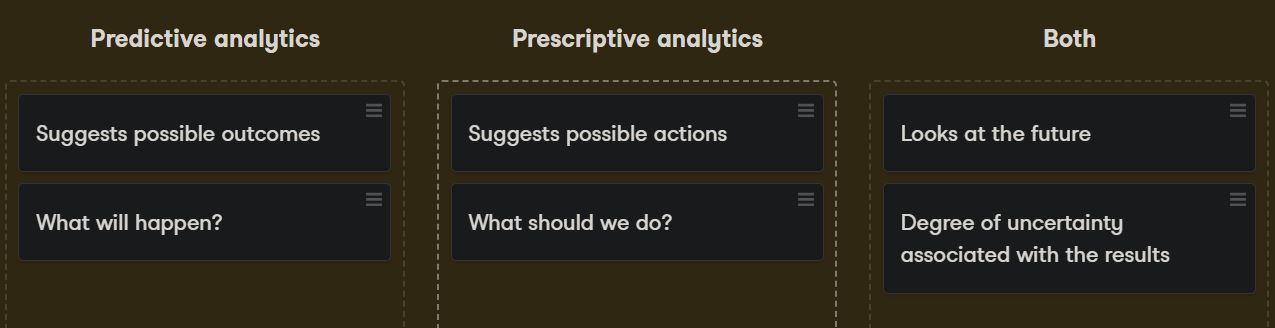 Predictive analytics
Prescriptive analytics
Both
Suggests possible outcomes
Suggests possible actions
Looks at the future
What will happen?
What should we do?
Degree of uncertainty
associated with the results